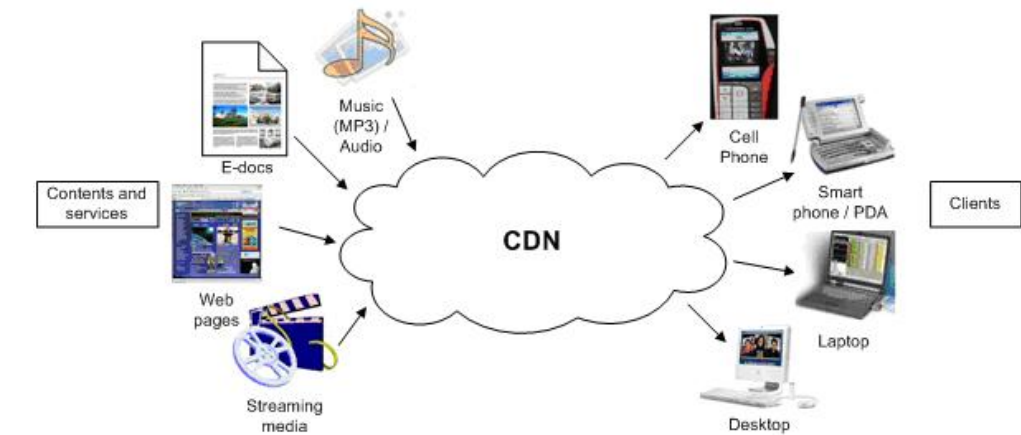 Music
(MP3) /
Audio
E-docs
Contents and
services
Web
pages
Streaming
media
CDN
Cell
Phone
Smart
phone / PDA
Clients
Laptop
Desktop